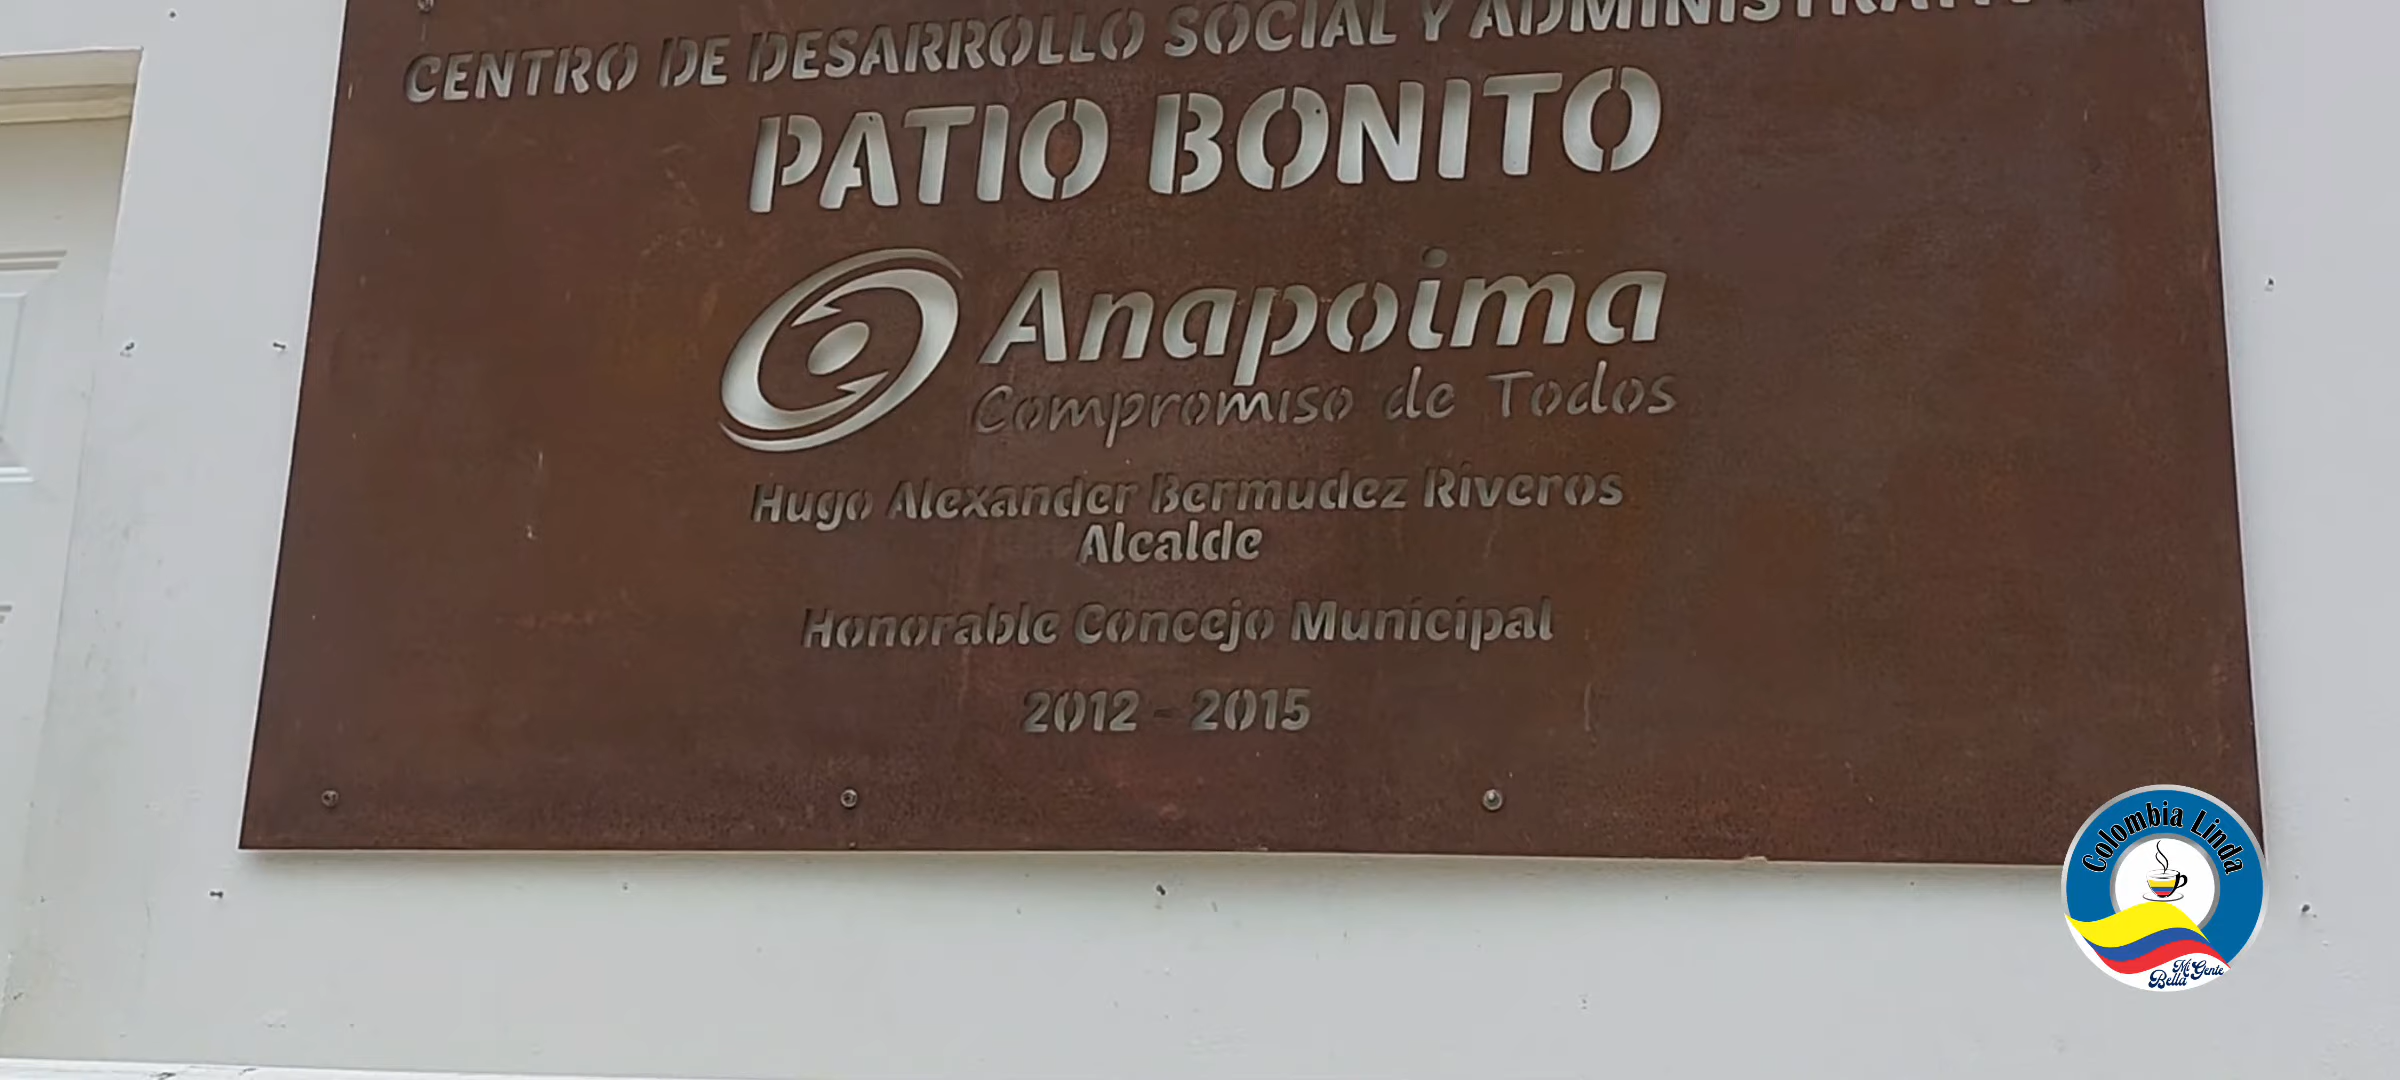 CENTRO DE DESARROLLO SOCIAL Y ADMINISTRATIVO
PATIO BONITO
Anapoima
Compromiso de Todos
Hugo Alexander Bermudez Riveros
Alcalde
Honorable Concejo Municipal
2012 - 2015
Colombia Linda
Mi Gente
Bella